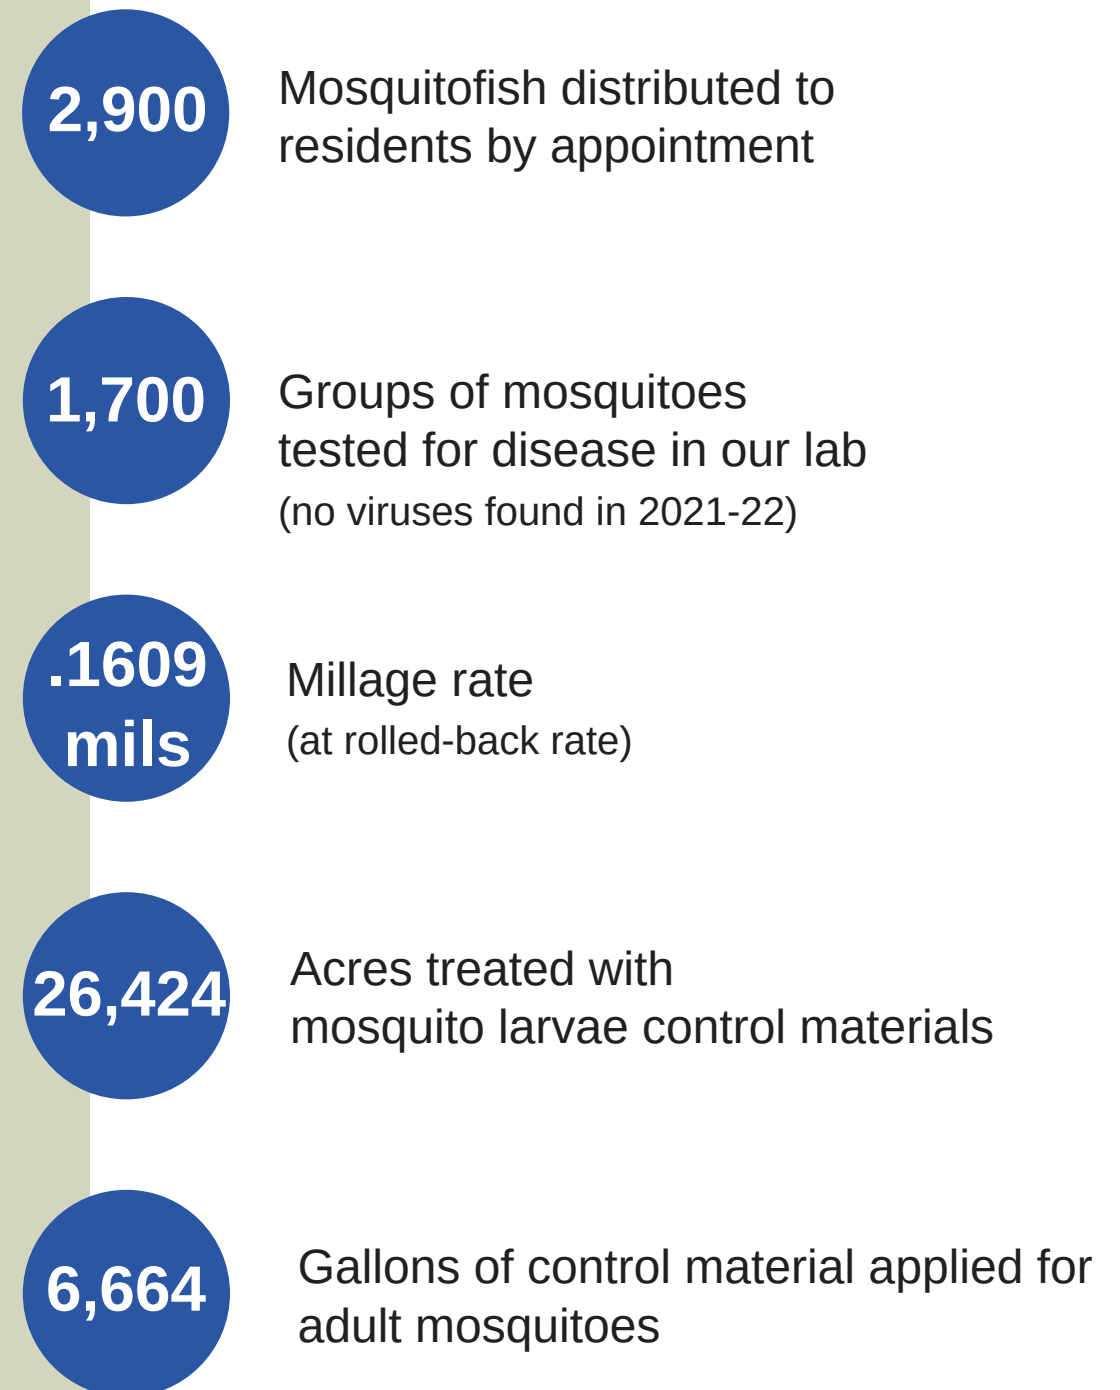 2,900
Mosquitofish distributed to
residents by appointment
1,700
Groups of mosquitoes
tested for disease in our lab
(no viruses found in 2021-22)
.1609
mils
Millage rate
(at rolled-back rate)
26,424
Acres treated with
mosquito larvae control materials
6,664
Gallons of control material applied for
adult mosquitoes